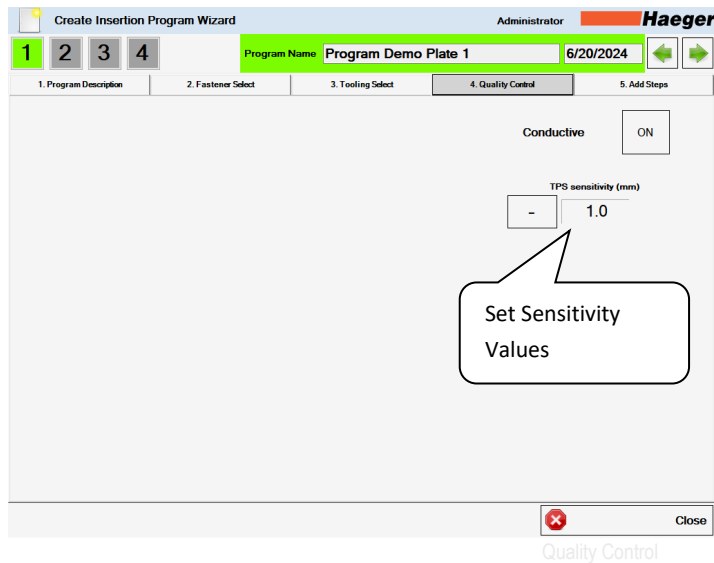 Create Insertion Program Wizard
Administrator
Haeger
1 2 3 4
Program Name Program Demo Plate 1 6/20/2024
1. Program Description 2. Fastener Select 3. Tooling Select 4. Quality Control 5. Add Steps
Conductive ON
TPS sensitivity (mm)
- 1.0
Set Sensitivity
Values
Close
Quality Control